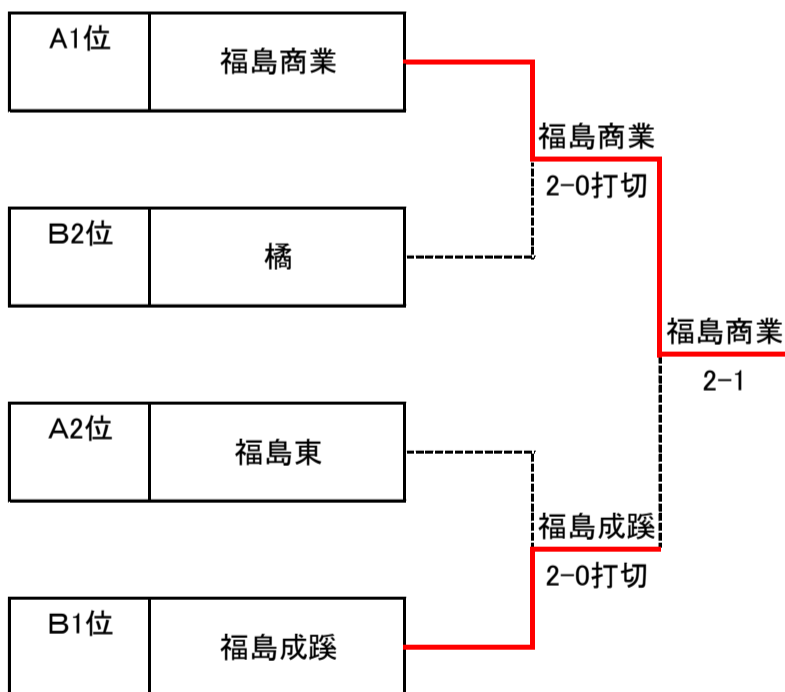 A1位
福島商業
福島商業
2-0打切
B2位
橘
福島商業
2-1
A2位
福島東
福島成蹊
2-0打切
B1位
福島成蹊